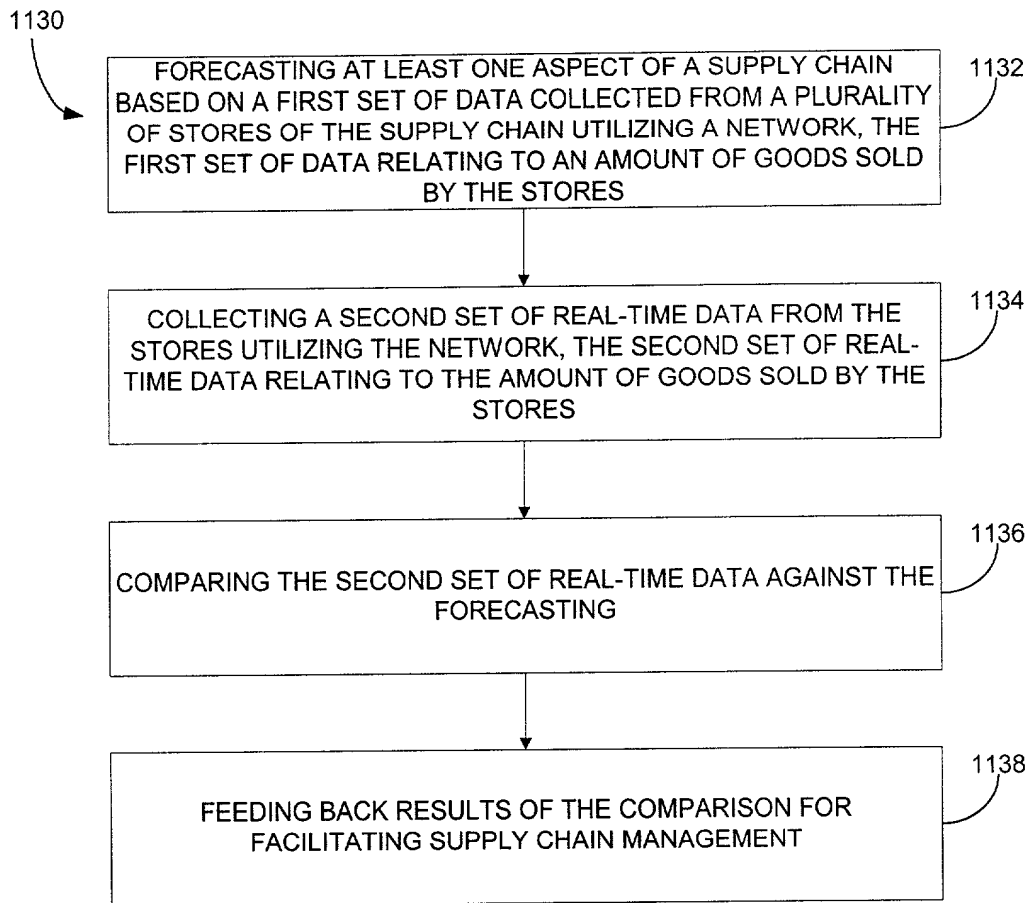 1130
FORECASTING AT LEAST ONE ASPECT OF A SUPPLY CHAIN
BASED ON A FIRST SET OF DATA COLLECTED FROM A PLURALITY
OF STORES OF THE SUPPLY CHAIN UTILIZING A NETWORK, THE
FIRST SET OF DATA RELATING TO AN AMOUNT OF GOODS SOLD
BY THE STORES
1132
COLLECTING A SECOND SET OF REAL-TIME DATA FROM THE
STORES UTILIZING THE NETWORK, THE SECOND SET OF REAL-
TIME DATA RELATING TO THE AMOUNT OF GOODS SOLD BY THE
STORES
1134
COMPARING THE SECOND SET OF REAL-TIME DATA AGAINST THE
FORECASTING
1136
FEEDING BACK RESULTS OF THE COMPARISON FOR
FACILITATING SUPPLY CHAIN MANAGEMENT
1138